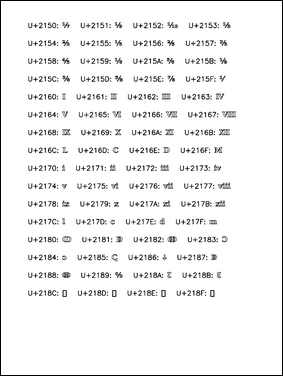 U+2150: ⅐ U+2151: ⅑ U+2152: ⅒ U+2153: ⅓
U+2154: ⅔ U+2155: ⅕ U+2156: ⅖ U+2157: ⅗
U+2158: ⅘ U+2159: ⅙ U+215A: ⅚ U+215B: ⅛
U+215C: ⅜ U+215D: ⅝ U+215E: ⅞ U+215F: ⅟
U+2160: Ⅰ U+2161: Ⅱ U+2162: Ⅲ U+2163: Ⅳ
U+2164: Ⅴ U+2165: Ⅵ U+2166: Ⅶ U+2167: Ⅷ
U+2168: Ⅸ U+2169: Ⅹ U+216A: Ⅺ U+216B: Ⅻ
U+216C: Ⅼ U+216D: Ⅽ U+216E: Ⅾ U+216F: Ⅿ
U+2170: ⅰ U+2171: ⅱ U+2172: ⅲ U+2173: ⅳ
U+2174: ⅴ U+2175: ⅵ U+2176: ⅶ U+2177: ⅷ
U+2178: ⅸ U+2179: ⅹ U+217A: ⅺ U+217B: ⅻ
U+217C: ⅼ U+217D: ⅽ U+217E: ⅾ U+217F: ⅿ
U+2180: ↀ U+2181: ↁ U+2182: ↂ U+2183: Ↄ
U+2184: ↄ U+2185: ↅ U+2186: ↆ U+2187: ↇ
U+2188: ↈ U+2189: ↉ U+218A: ↊ U+218B: ↋
U+218C: U+218D: U+218E: U+218F: